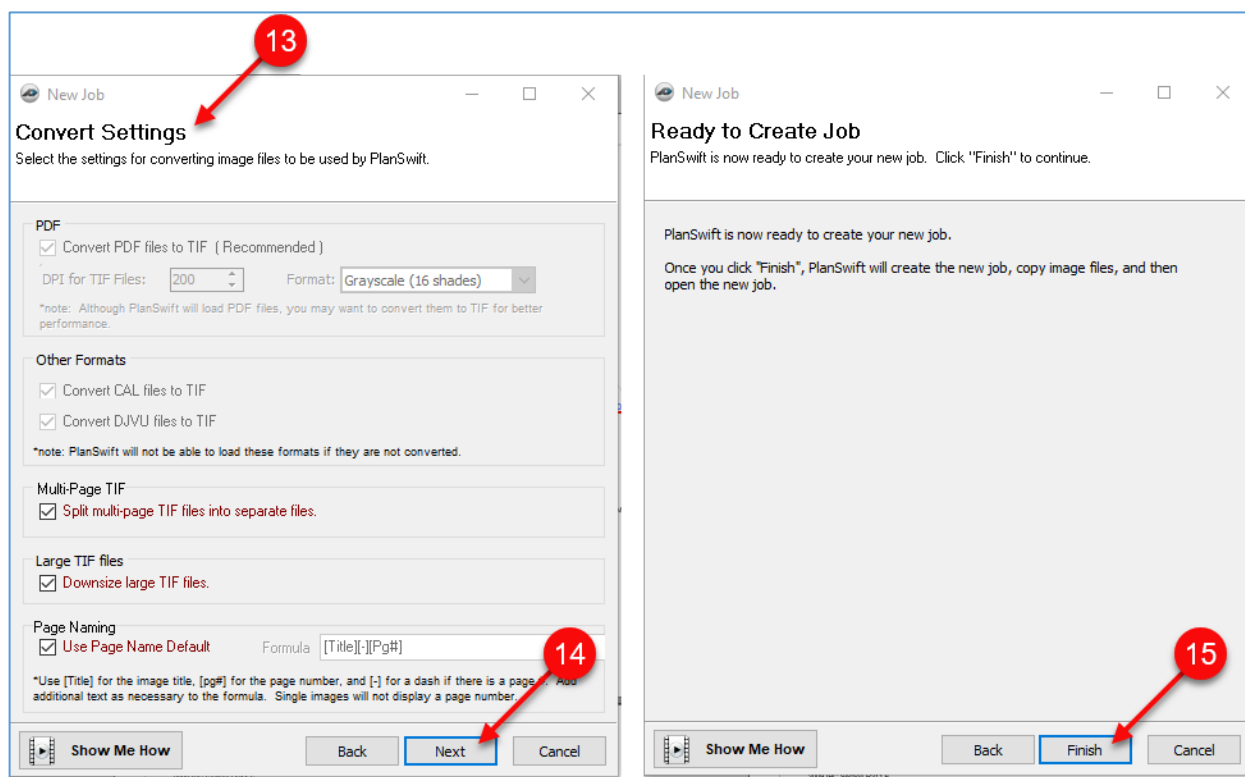 13
New Job
Convert Settings
Select the settings for converting image files to be used by PlanSwift.
PDF
Convert PDF files to TIF ( Recommended )
DPI for TIF Files: 200 Format: Grayscale (16 shades)
*note: Although PlanSwift will load PDF files, you may want to convert them to TIF for better
performance.
Other Formats
Convert CAL files to TIF
Convert DJVU files to TIF
*note: PlanSwift will not be able to load these formats if they are not converted.
Multi-Page TIF
Split multi-page TIF files into separate files.
Large TIF files
Downsize large TIF files.
Page Naming
Use Page Name Default Formula [Title][-][Pg#]
14
*Use [Title] for the image title, [pg#] for the page number, and [-] for a dash if there is a page
additional text as necessary to the formula. Single images will not display a page number.
Show Me How Back Next Cancel
New Job
Ready to Create Job
PlanSwift is now ready to create your new job. Click "Finish" to continue.
PlanSwift is now ready to create your new job.
Once you click "Finish", PlanSwift will create the new job, copy image files, and then
open the new job.
15
Show Me How Back Finish Cancel